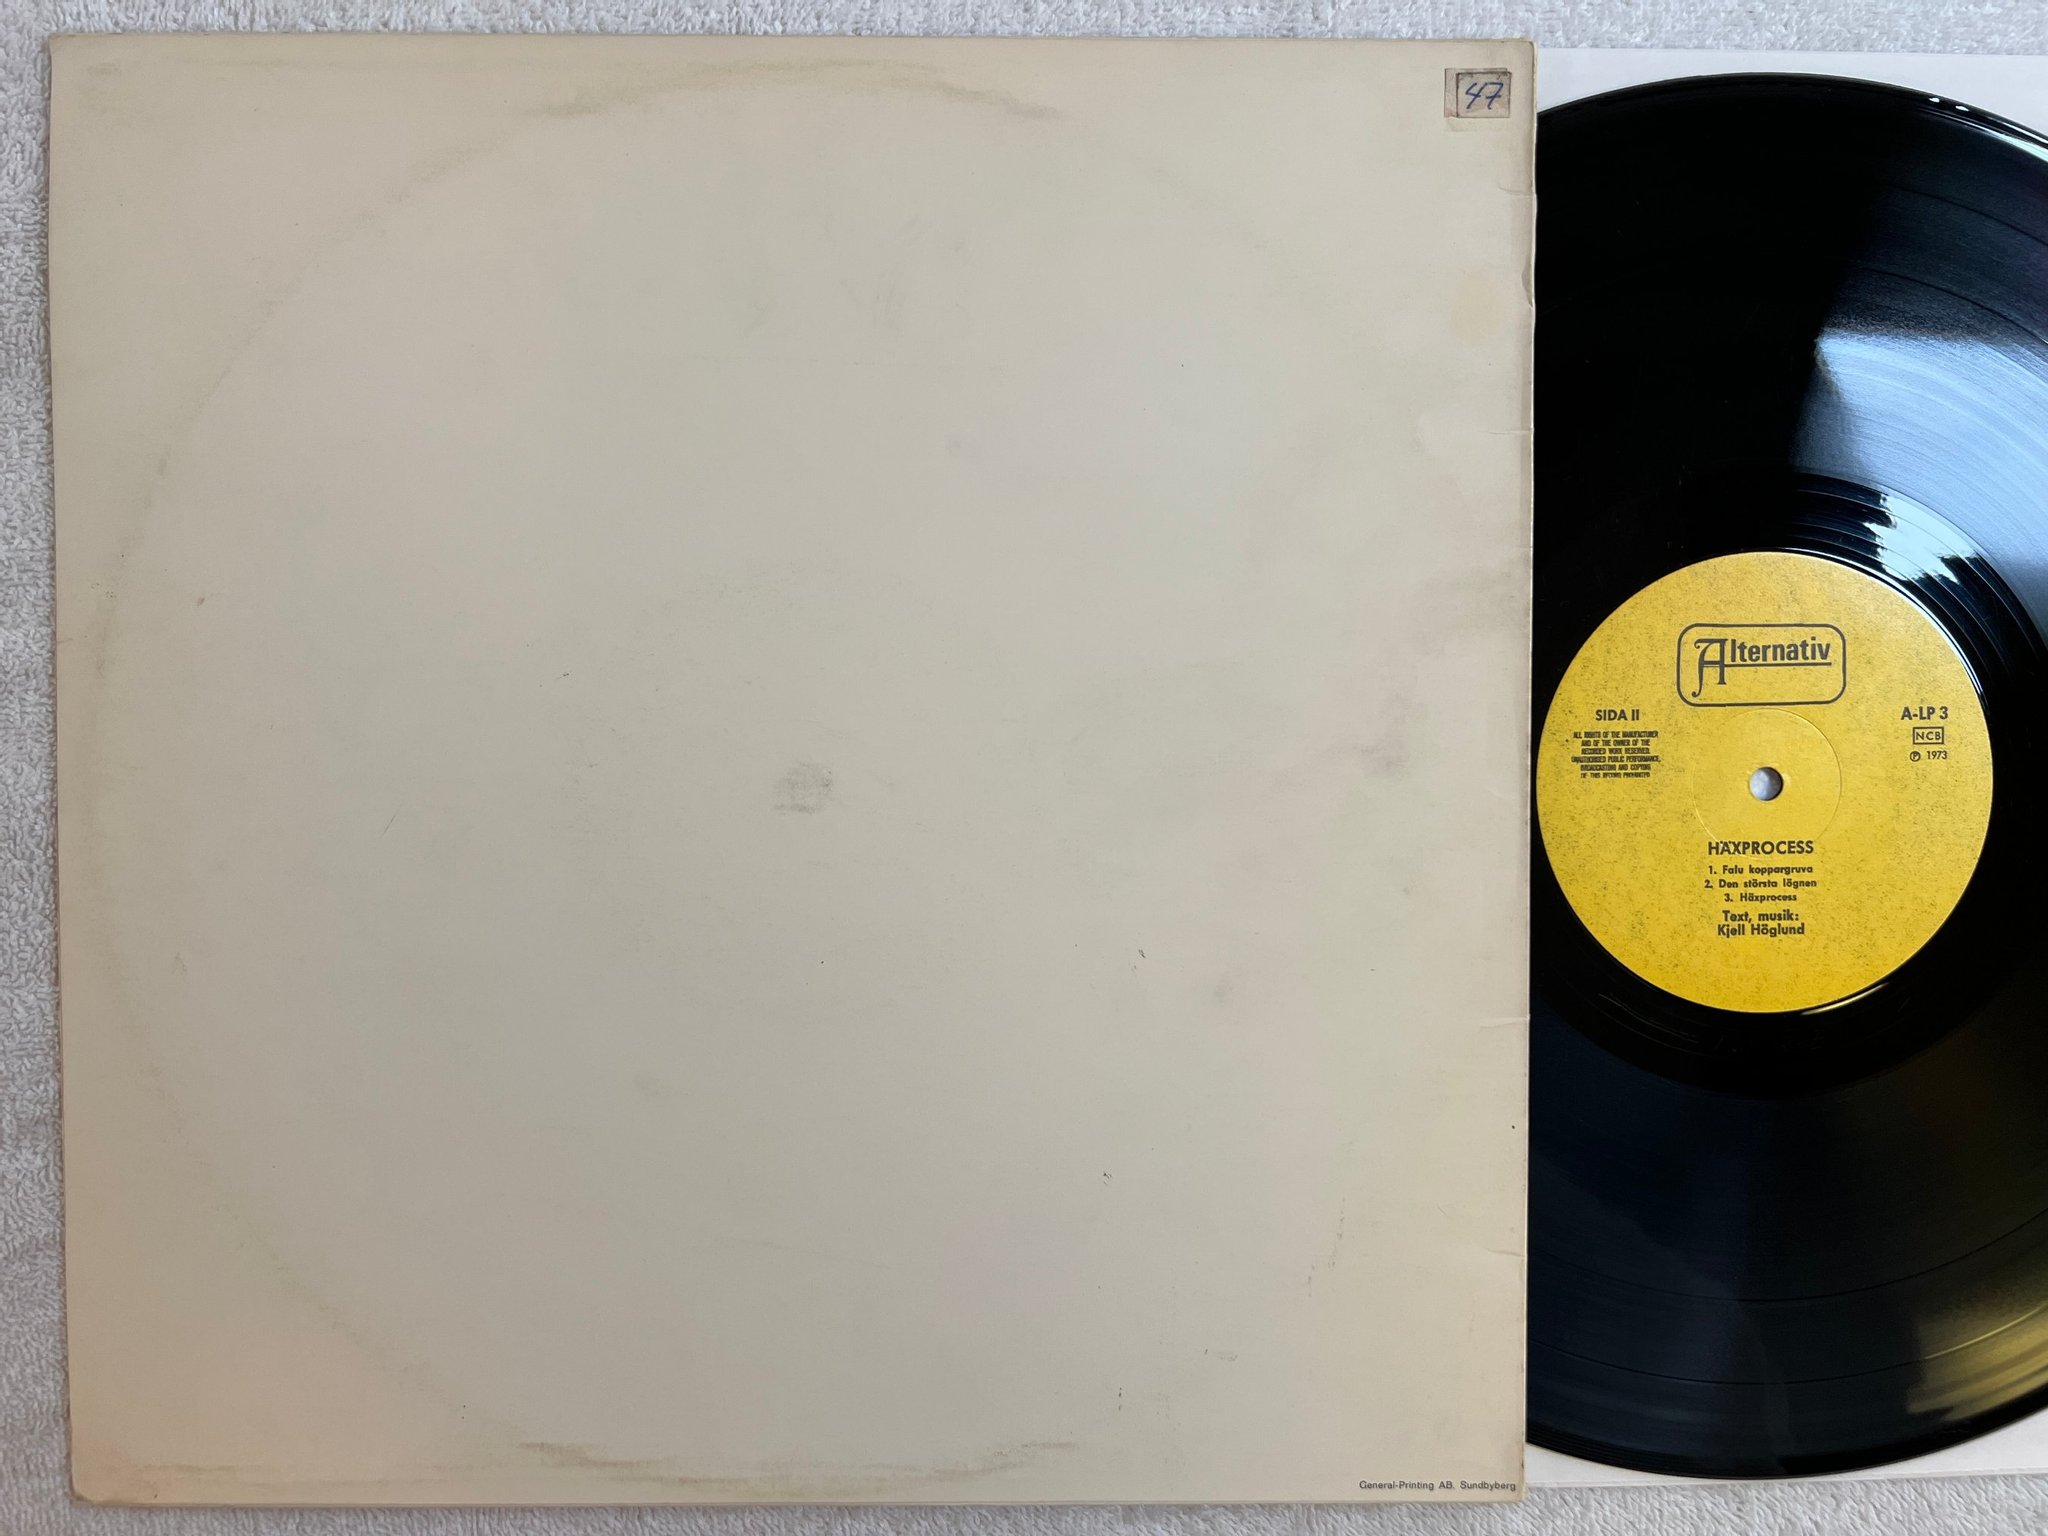 47
Alternativ
SIDA II
A-LP 3
ALL RIGHTS OF THE MANUFACTURER
AND OF THE OWNER OF THE
RECORDED WORK RESERVED.
UNAUTHORISED PUBLIC PERFORMANCE,
BROADCASTING AND COPYING
OF THIS RECORD PROHIBITED
NCB
℗ 1973
HÄXPROCESS
1. Falu koppargruva
2. Den största lögnen
3. Häxprocess
Text, musik:
Kjell Höglund
General-Printing AB. Sundbyberg